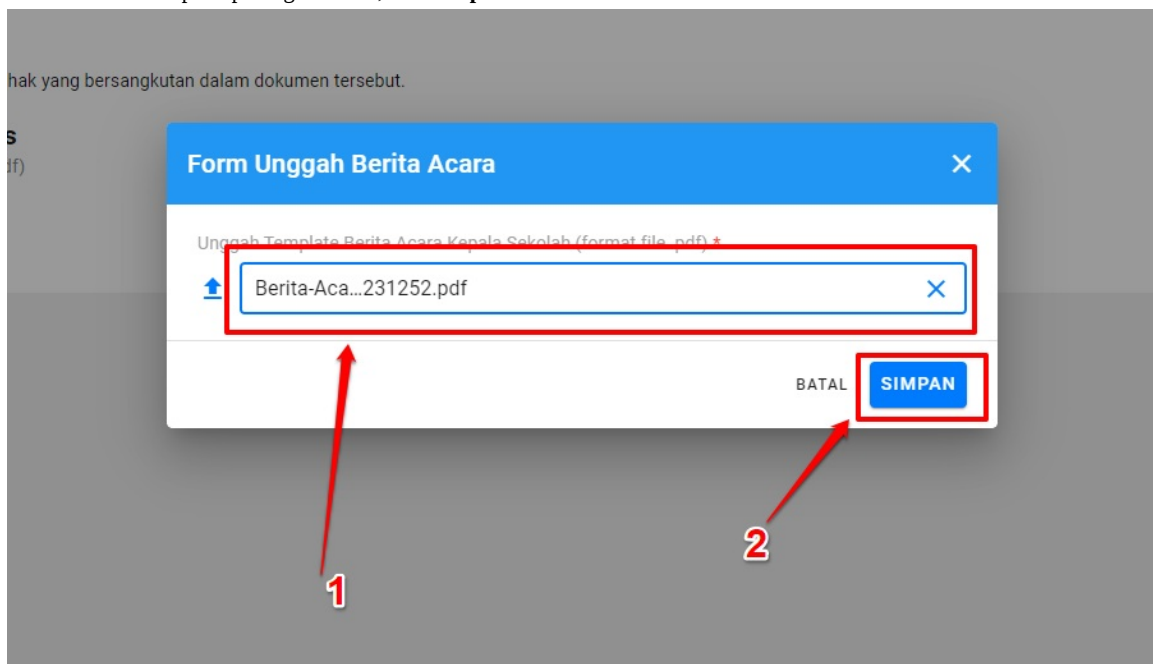 hak yang bersangkutan dalam dokumen tersebut.
s
df)
Form Unggah Berita Acara
Unggah Template Berita Acara Kepala Sekolah (format file .pdf) *
Berita-Aca...231252.pdf
BATAL SIMPAN
2
1